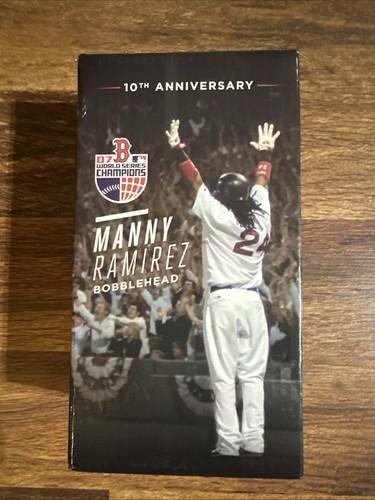 10TH ANNIVERSARY
07 B
WORLD SERIES
CHAMPIONS
MANNY
RAMIREZ
BOBBLEHEAD
24